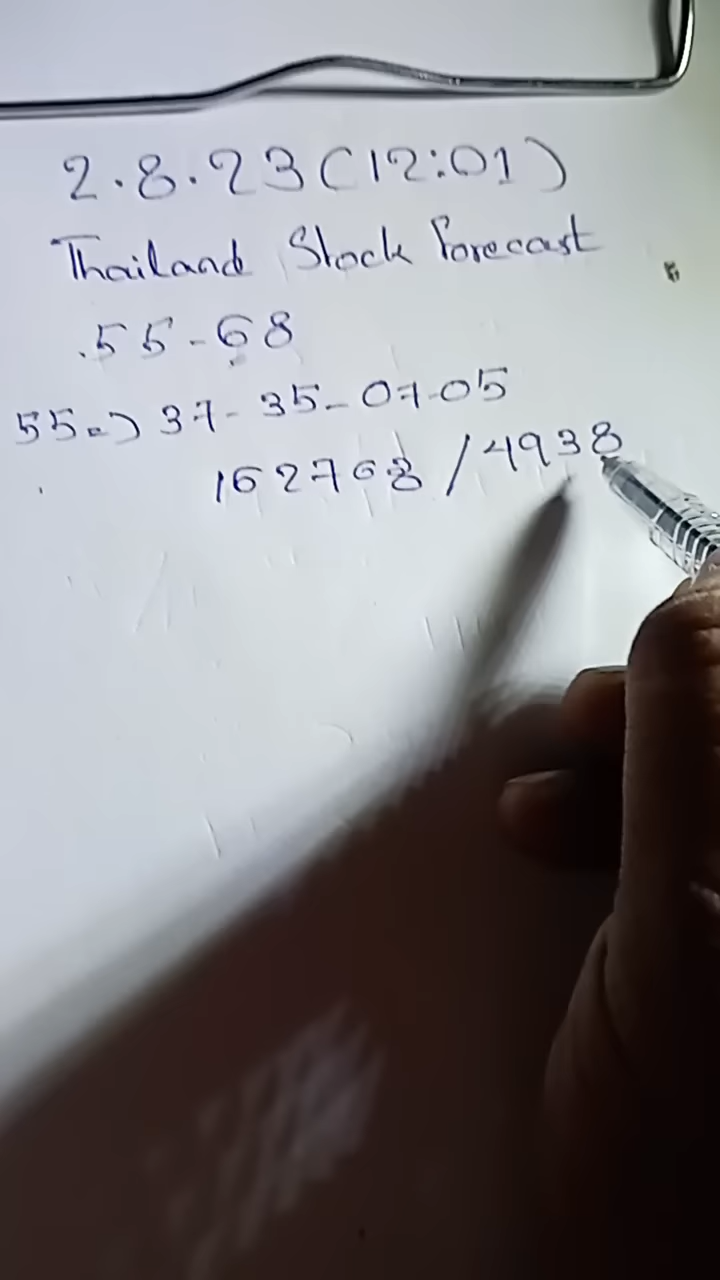 2.8.23(12:01)
Thailand Stock Forecast
.55-68
55=> 37-35-07-05
162768/4938